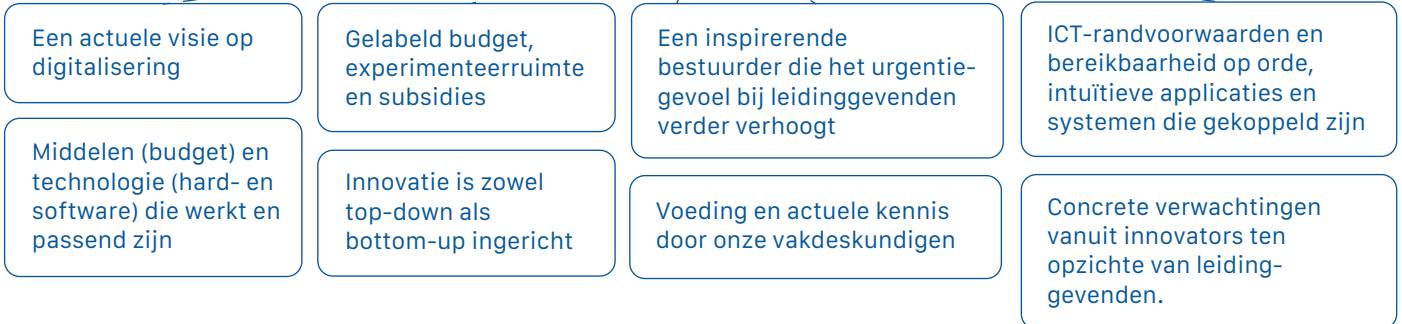 Een actuele visie op
digitalisering
Middelen (budget) en
technologie (hard- en
software) die werkt en
passend zijn
Gelabeld budget,
experimenteerruimte
en subsidies
Innovatie is zowel
top-down als
bottom-up ingericht
Een inspirerende
bestuurder die het urgentie-
gevoel bij leidinggevenden
verder verhoogt
Voeding en actuele kennis
door onze vakdeskundigen
ICT-randvoorwaarden en
bereikbaarheid op orde,
intuïtieve applicaties en
systemen die gekoppeld zijn
Concrete verwachtingen
vanuit innovators ten
opzichte van leiding-
gevenden.